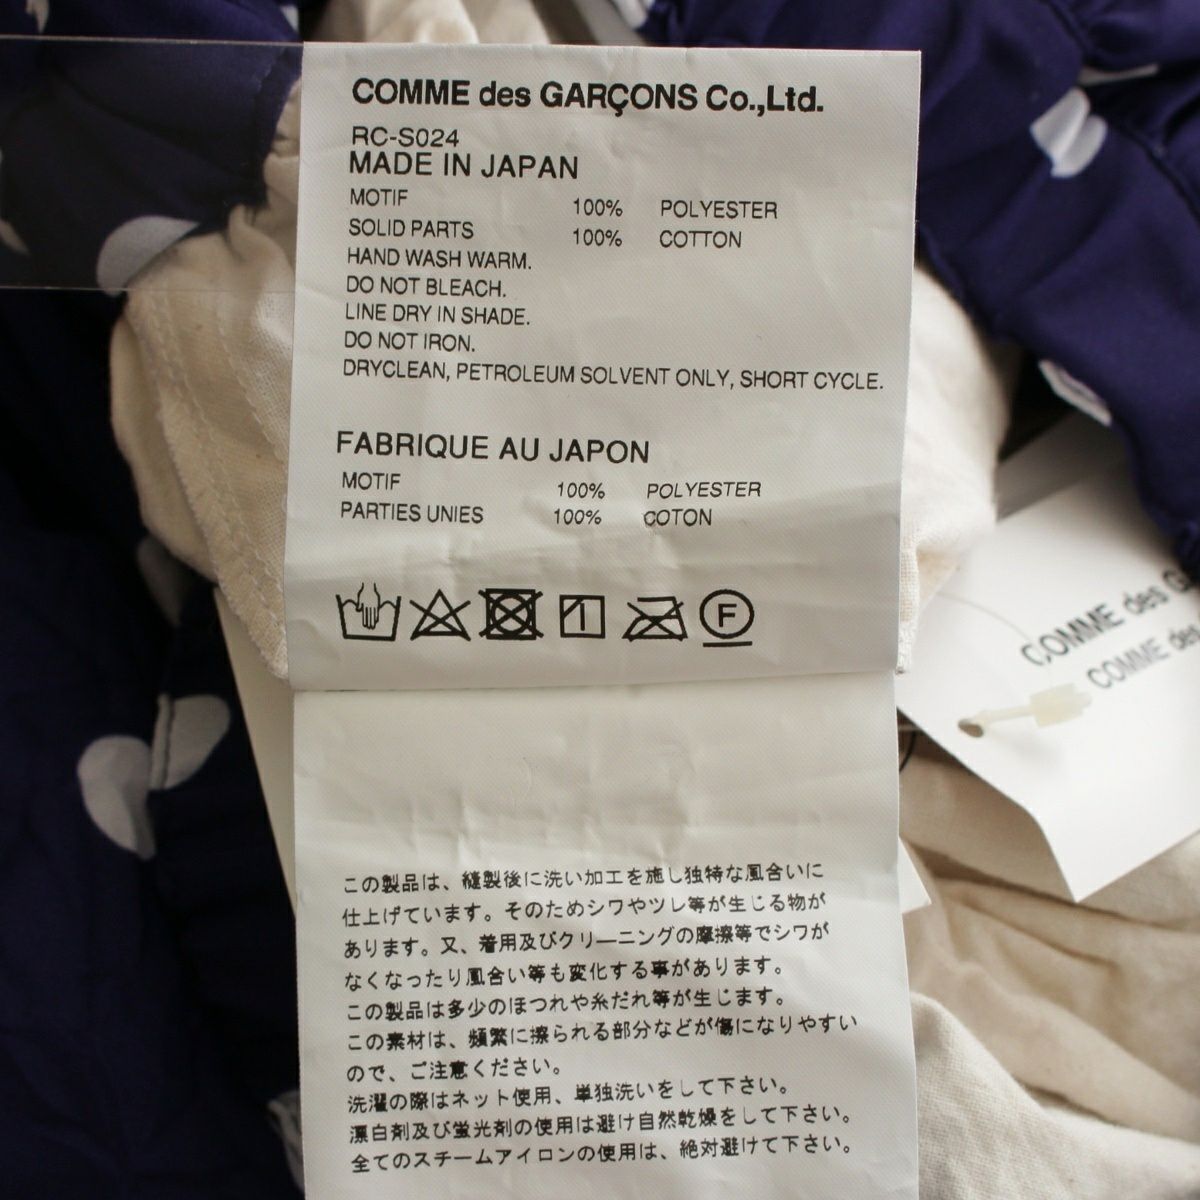 COMME des GARÇONS Co.,Ltd.
RC-S024
MADE IN JAPAN
MOTIF 100% POLYESTER
SOLID PARTS 100% COTTON
HAND WASH WARM.
DO NOT BLEACH.
LINE DRY IN SHADE.
DO NOT IRON.
DRYCLEAN, PETROLEUM SOLVENT ONLY, SHORT CYCLE.
FABRIQUE AU JAPON
MOTIF 100% POLYESTER
PARTIES UNIES 100% COTON
F
この製品は、縫製後に洗い加工を施し独特な風合いに
仕上げています。そのためシワやツレ等が生じる物が
あります。又、着用及びクリーニングの摩擦等でシワが
なくなったり風合い等も変化する事があります。
この製品は多少のほつれや糸だれ等が生じます。
この素材は、頻繁に擦られる部分などが傷になりやすい
ので、ご注意ください。
洗濯の際はネット使用、単独洗いをして下さい。
漂白剤及び蛍光剤の使用は避け自然乾燥をして下さい。
全てのスチームアイロンの使用は、絶対避けて下さい。
COMME des G
COMME des